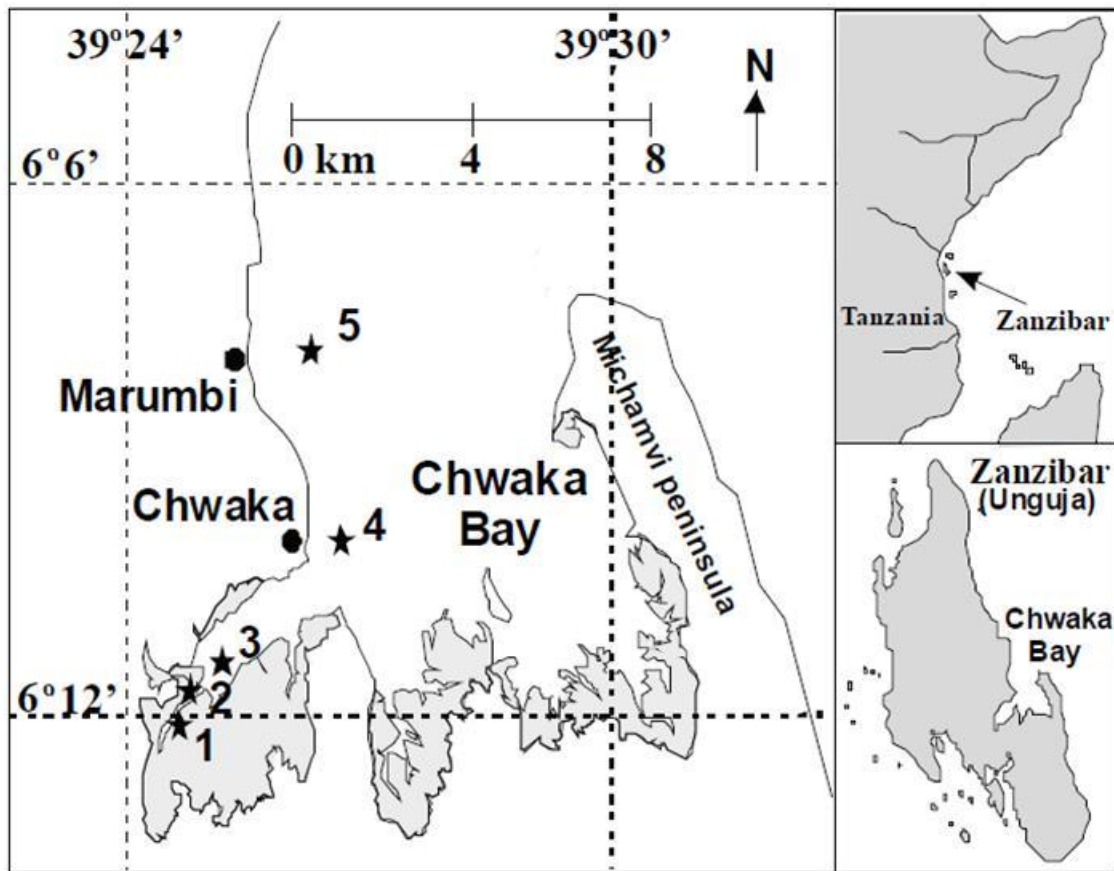 39°24’
39°30’
N
0 km
4
8
6°6’
5
Marumbi
Chwaka
Chwaka
Bay
4
Michamvi peninsula
3
2
6°12’
1
Tanzania
Zanzibar
Zanzibar
(Unguja)
Chwaka
Bay